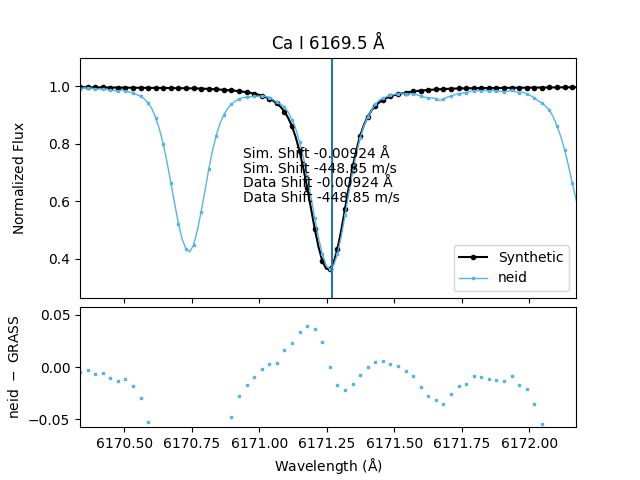 Ca I 6169.5 Å
1.0
0.8
0.6
0.4
Normalized Flux
Sim. Shift -0.00924 Å
Sim. Shift -448.85 m/s
Data Shift -0.00924 Å
Data Shift -448.85 m/s
Synthetic
neid
0.05
0.00
−0.05
neid − GRASS
6170.50 6170.75 6171.00 6171.25 6171.50 6171.75 6172.00
Wavelength (Å)